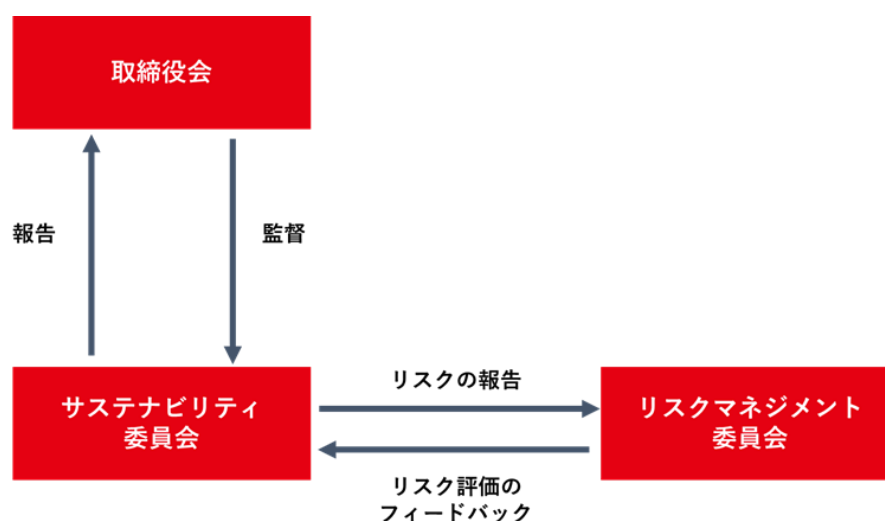 取締役会
報告
監督
サステナビリティ
委員会
リスクの報告
リスクマネジメント
委員会
リスク評価の
フィードバック